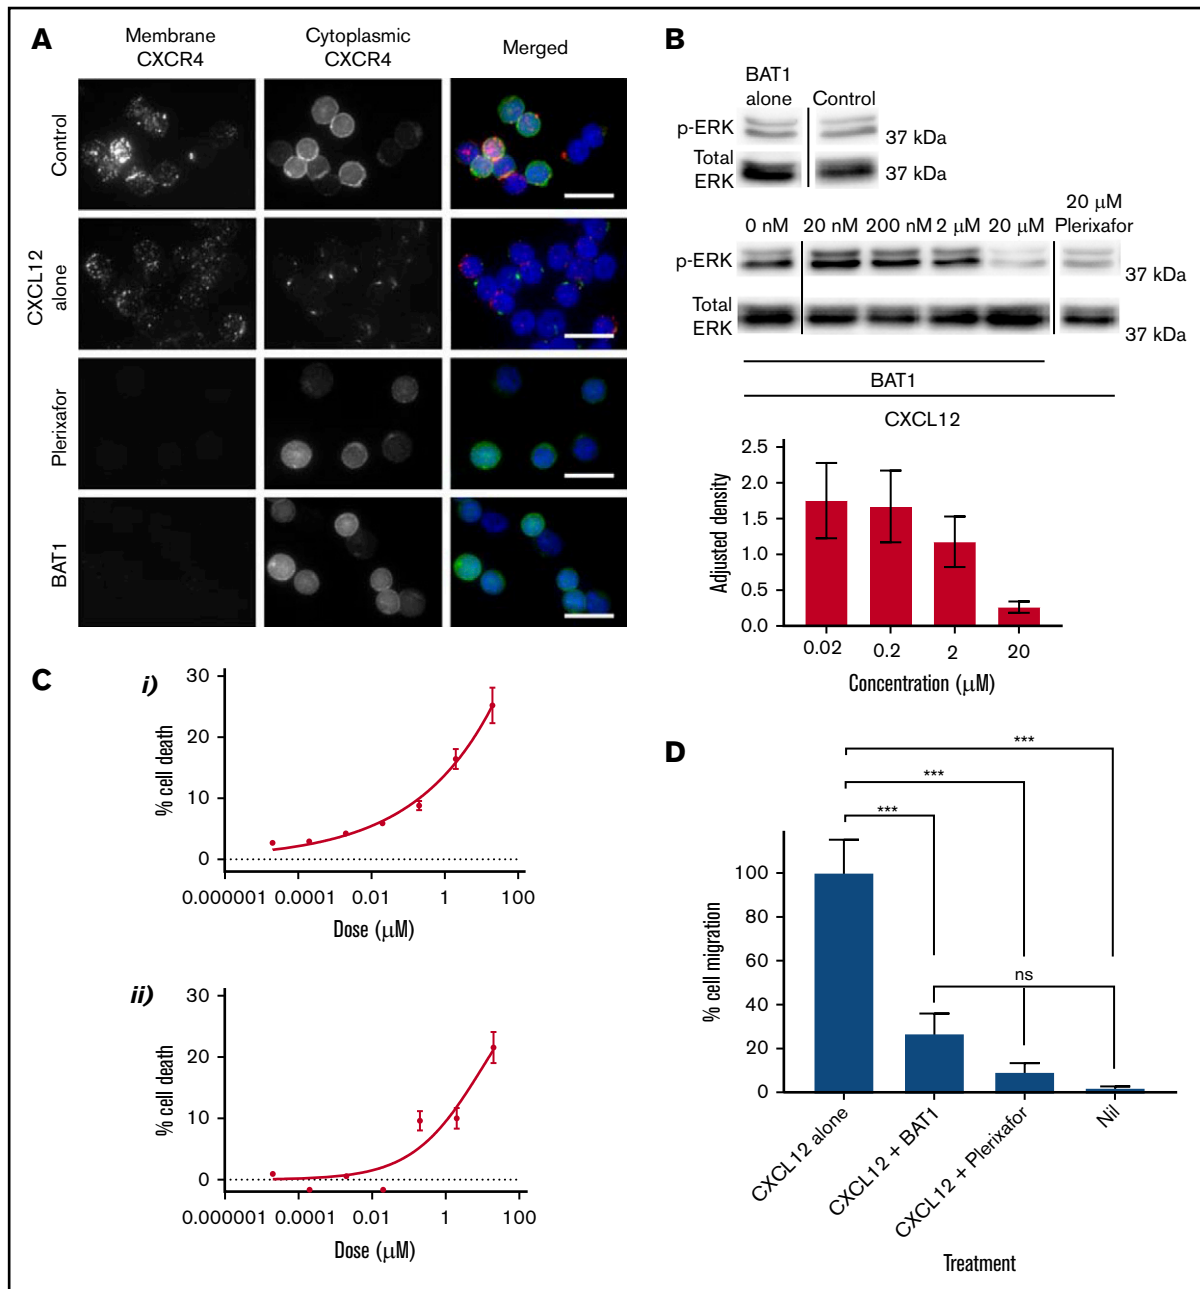 A
Membrane
CXCR4
Cytoplasmic
CXCR4
Merged
Control
CXCL12
alone
Plerixafor
BAT1
B
BAT1
alone
Control
p-ERK
37 kDa
Total
ERK
37 kDa
0 nM
20 nM
200 nM
2 μM
20 μM
20 μM
Plerixafor
p-ERK
37 kDa
Total
ERK
37 kDa
BAT1
CXCL12
Adjusted density
2.5
2.0
1.5
1.0
0.5
0.0
0.02
0.2
2
20
Concentration (μM)
C
i)
% cell death
30
20
10
0
0.000001
0.0001
0.01
1
100
Dose (μM)
ii)
% cell death
30
20
10
0
0.000001
0.0001
0.01
1
100
Dose (μM)
D
***
***
***
ns
% cell migration
100
80
60
40
20
0
CXCL12 alone
CXCL12 + BAT1
CXCL12 + Plerixafor
Nil
Treatment